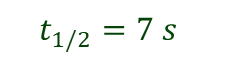 t₁/₂ = 7 s